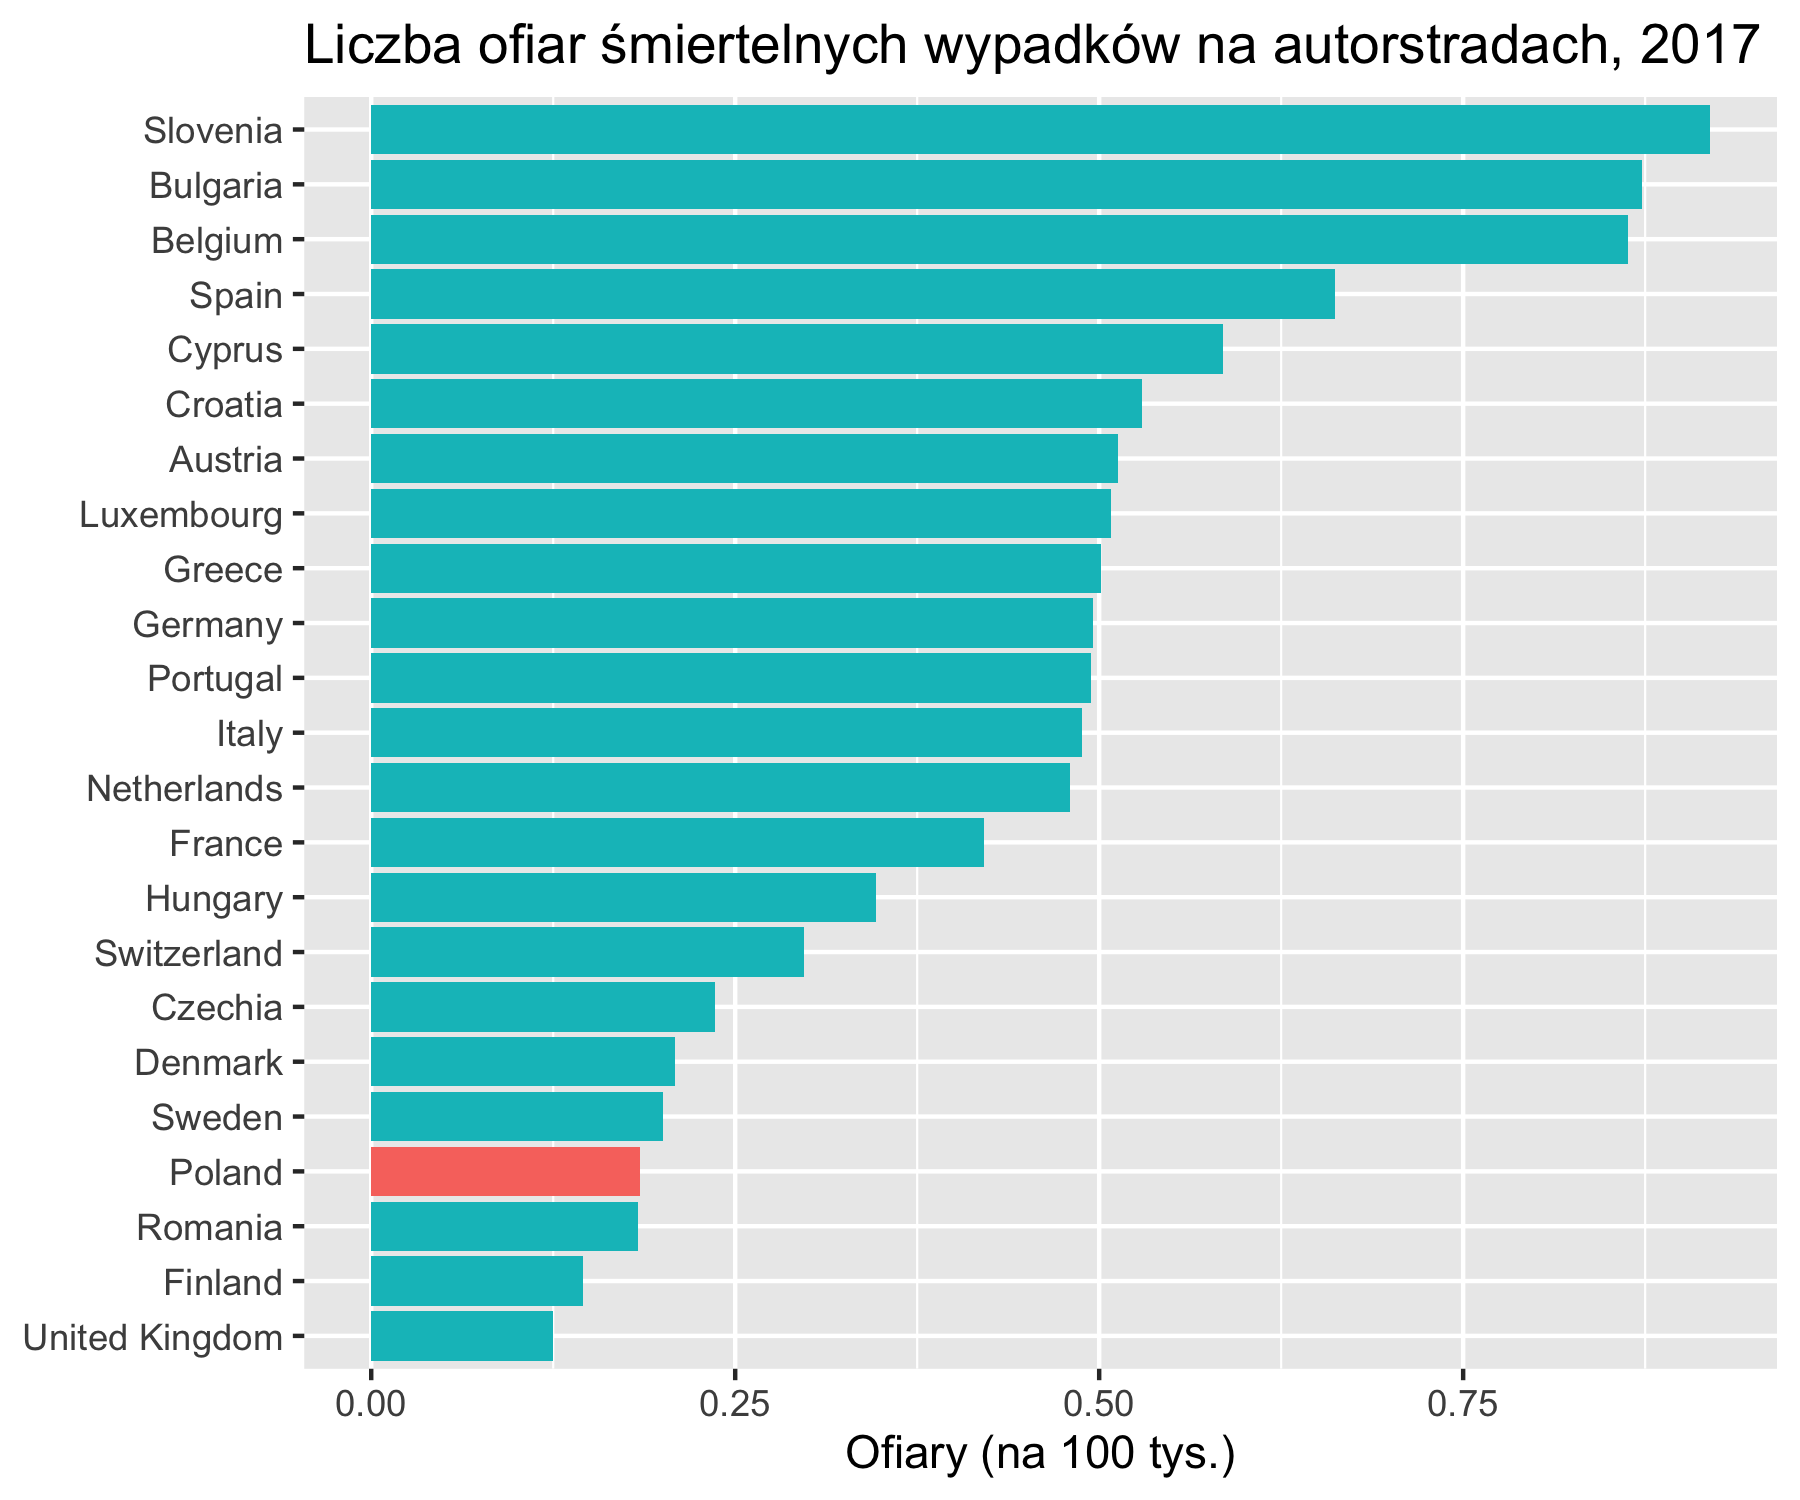 Liczba ofiar śmiertelnych wypadków na autorstradach, 2017
Slovenia
Bulgaria
Belgium
Spain
Cyprus
Croatia
Austria
Luxembourg
Greece
Germany
Portugal
Italy
Netherlands
France
Hungary
Switzerland
Czechia
Denmark
Sweden
Poland
Romania
Finland
United Kingdom
0.00 0.25 0.50 0.75
Ofiary (na 100 tys.)